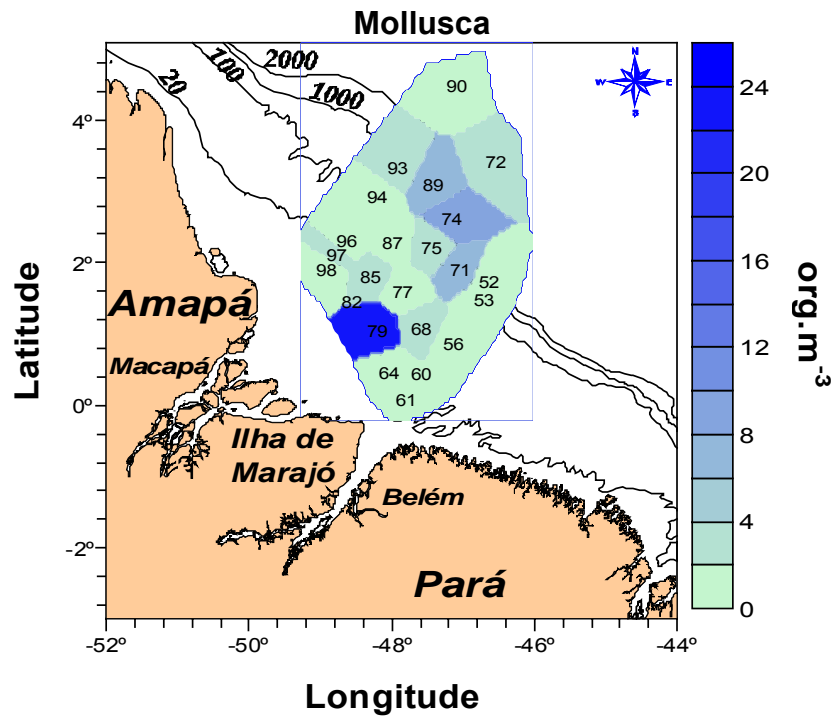 Mollusca
2000
100
1000
20
N
W
E
S
90
93
72
89
94
74
96
87
75
97
98
85
71
52
77
53
82
79
68
56
64
60
61
Amapá
Macapá
Ilha de
Marajó
Belém
Pará
4º
2º
0º
-2º
-52º
-50º
-48º
-46º
-44º
Latitude
Longitude
24
20
16
12
8
4
0
org.m-3